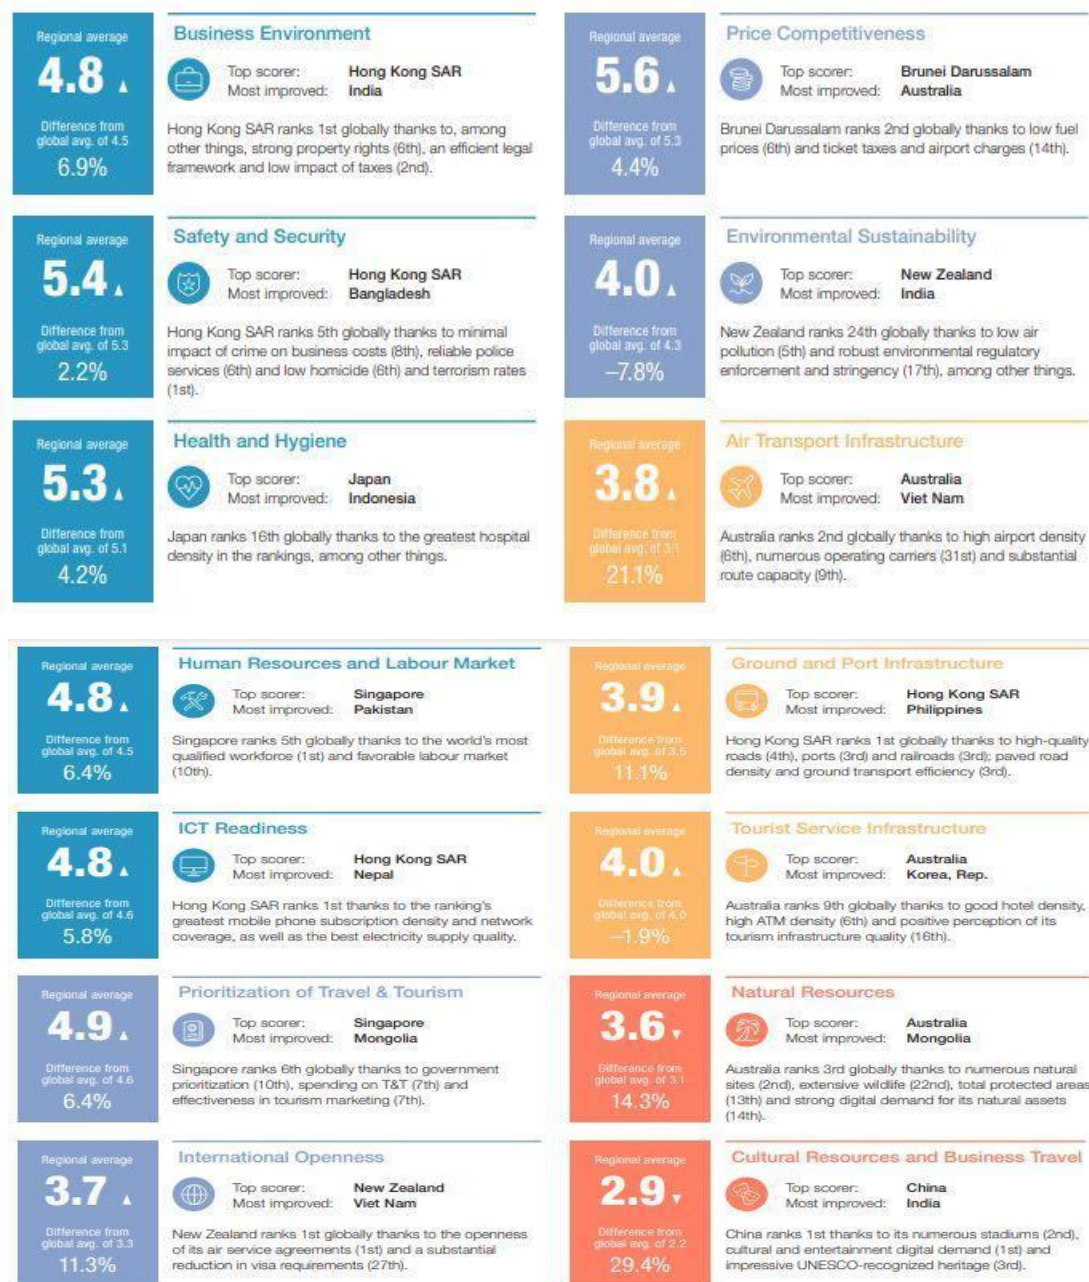 Regional average
4.8
Difference from
global avg. of 4.5
6.9%
Business Environment
Top scorer: Hong Kong SAR
Most improved: India
Hong Kong SAR ranks 1st globally thanks to, among
other things, strong property rights (6th), an efficient legal
framework and low impact of taxes (2nd).
Regional average
5.6
Difference from
global avg. of 5.3
4.4%
Price Competitiveness
Top scorer: Brunei Darussalam
Most improved: Australia
Brunei Darussalam ranks 2nd globally thanks to low fuel
prices (6th) and ticket taxes and airport charges (14th).
Regional average
5.4
Difference from
global avg. of 5.3
2.2%
Safety and Security
Top scorer: Hong Kong SAR
Most improved: Bangladesh
Hong Kong SAR ranks 5th globally thanks to minimal
impact of crime on business costs (8th), reliable police
services (6th) and low homicide (6th) and terrorism rates
(1st).
Regional average
4.0
Difference from
global avg. of 4.3
–7.8%
Environmental Sustainability
Top scorer: New Zealand
Most improved: India
New Zealand ranks 24th globally thanks to low air
pollution (5th) and robust environmental regulatory
enforcement and stringency (17th), among other things.
Regional average
5.3
Difference from
global avg. of 5.1
4.2%
Health and Hygiene
Top scorer: Japan
Most improved: Indonesia
Japan ranks 16th globally thanks to the greatest hospital
density in the rankings, among other things.
Regional average
3.8
Difference from
global avg. of 3.1
21.1%
Air Transport Infrastructure
Top scorer: Australia
Most improved: Viet Nam
Australia ranks 2nd globally thanks to high airport density
(6th), numerous operating carriers (31st) and substantial
route capacity (9th).
Regional average
4.8
Difference from
global avg. of 4.5
6.4%
Human Resources and Labour Market
Top scorer: Singapore
Most improved: Pakistan
Singapore ranks 5th globally thanks to the world's most
qualified workforce (1st) and favorable labour market
(10th).
Regional average
3.9
Difference from
global avg. of 3.5
11.1%
Ground and Port Infrastructure
Top scorer: Hong Kong SAR
Most improved: Philippines
Hong Kong SAR ranks 1st globally thanks to high-quality
roads (4th), ports (3rd) and railroads (3rd); paved road
density and ground transport efficiency (3rd).
Regional average
4.8
Difference from
global avg. of 4.6
5.8%
ICT Readiness
Top scorer: Hong Kong SAR
Most improved: Nepal
Hong Kong SAR ranks 1st thanks to the ranking's
greatest mobile phone subscription density and network
coverage, as well as the best electricity supply quality.
Regional average
4.0
Difference from
global avg. of 4.0
–1.9%
Tourist Service Infrastructure
Top scorer: Australia
Most improved: Korea, Rep.
Australia ranks 9th globally thanks to good hotel density,
high ATM density (6th) and positive perception of its
tourism infrastructure quality (16th).
Regional average
4.9
Difference from
global avg. of 4.6
6.4%
Prioritization of Travel & Tourism
Top scorer: Singapore
Most improved: Mongolia
Singapore ranks 6th globally thanks to government
prioritization (10th), spending on T&T (7th) and
effectiveness in tourism marketing (7th).
Regional average
3.6
Difference from
global avg. of 3.1
14.3%
Natural Resources
Top scorer: Australia
Most improved: Mongolia
Australia ranks 3rd globally thanks to numerous natural
sites (2nd), extensive wildlife (22nd), total protected areas
(13th) and strong digital demand for its natural assets
(14th).
Regional average
3.7
Difference from
global avg. of 3.3
11.3%
International Openness
Top scorer: New Zealand
Most improved: Viet Nam
New Zealand ranks 1st globally thanks to the openness
of its air service agreements (1st) and a substantial
reduction in visa requirements (27th).
Regional average
2.9
Difference from
global avg. of 2.2
29.4%
Cultural Resources and Business Travel
Top scorer: China
Most improved: India
China ranks 1st thanks to its numerous stadiums (2nd),
cultural and entertainment digital demand (1st) and
impressive UNESCO-recognized heritage (3rd).